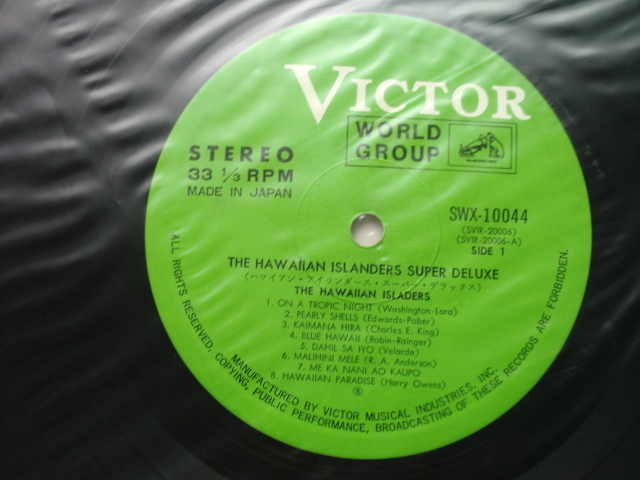 VICTOR
WORLD
GROUP
STEREO
33 1/3 RPM
MADE IN JAPAN
SWX-10044
(SVIR-20006)
(SVIR-20006-A)
SIDE 1
THE HAWAIIAN ISLANDERS SUPER DELUXE
(ハワイアン・アイランダース・スーパー・デラックス)
THE HAWAIIAN ISLADERS
1. ON A TROPIC NIGHT (Washington-Lara)
2. PEARLY SHELLS (Edwards-Pober)
3. KAIMANA HIRA (Charles E. King)
4. BLUE HAWAII (Robin-Rainger)
5. DAHIL SA IYO (Velarde)
6. MALIHINI MELE (R. A. Anderson)
7. ME KA NANI AO KAUPO
8. HAWAIIAN PARADISE (Harry Owens)
MANUFACTURED BY VICTOR MUSICAL INDUSTRIES, INC.
ALL RIGHTS RESERVED. COPYING, PUBLIC PERFORMANCE, BROADCASTING OF THESE RECORDS ARE FORBIDDEN.